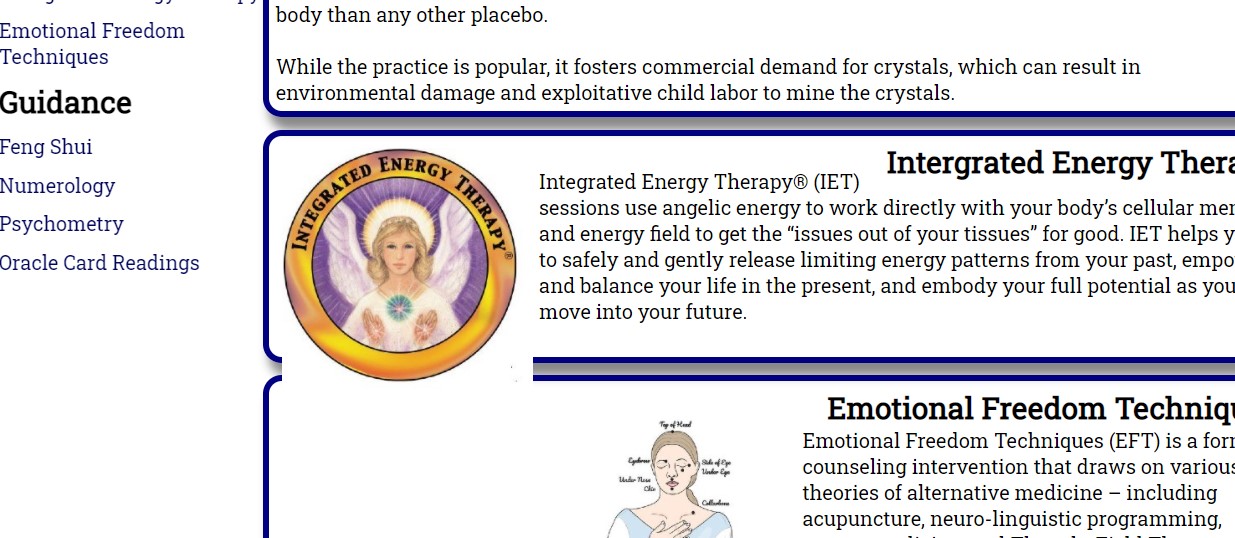 Emotional Freedom
Techniques
Guidance
Feng Shui
Numerology
Psychometry
Oracle Card Readings
body than any other placebo.
While the practice is popular, it fosters commercial demand for crystals, which can result in
environmental damage and exploitative child labor to mine the crystals.
INTEGRATED ENERGY THERAPY®
Intergrated Energy Thera
Integrated Energy Therapy® (IET)
sessions use angelic energy to work directly with your body’s cellular mem
and energy field to get the “issues out of your tissues” for good. IET helps y
to safely and gently release limiting energy patterns from your past, empo
and balance your life in the present, and embody your full potential as you
move into your future.
Emotional Freedom Techniqu
Top of Head
Eyebrow
Side of Eye
Under Eye
Under Nose
Chin
Collarbone
Emotional Freedom Techniques (EFT) is a form
counseling intervention that draws on various
theories of alternative medicine – including
acupuncture, neuro-linguistic programming,